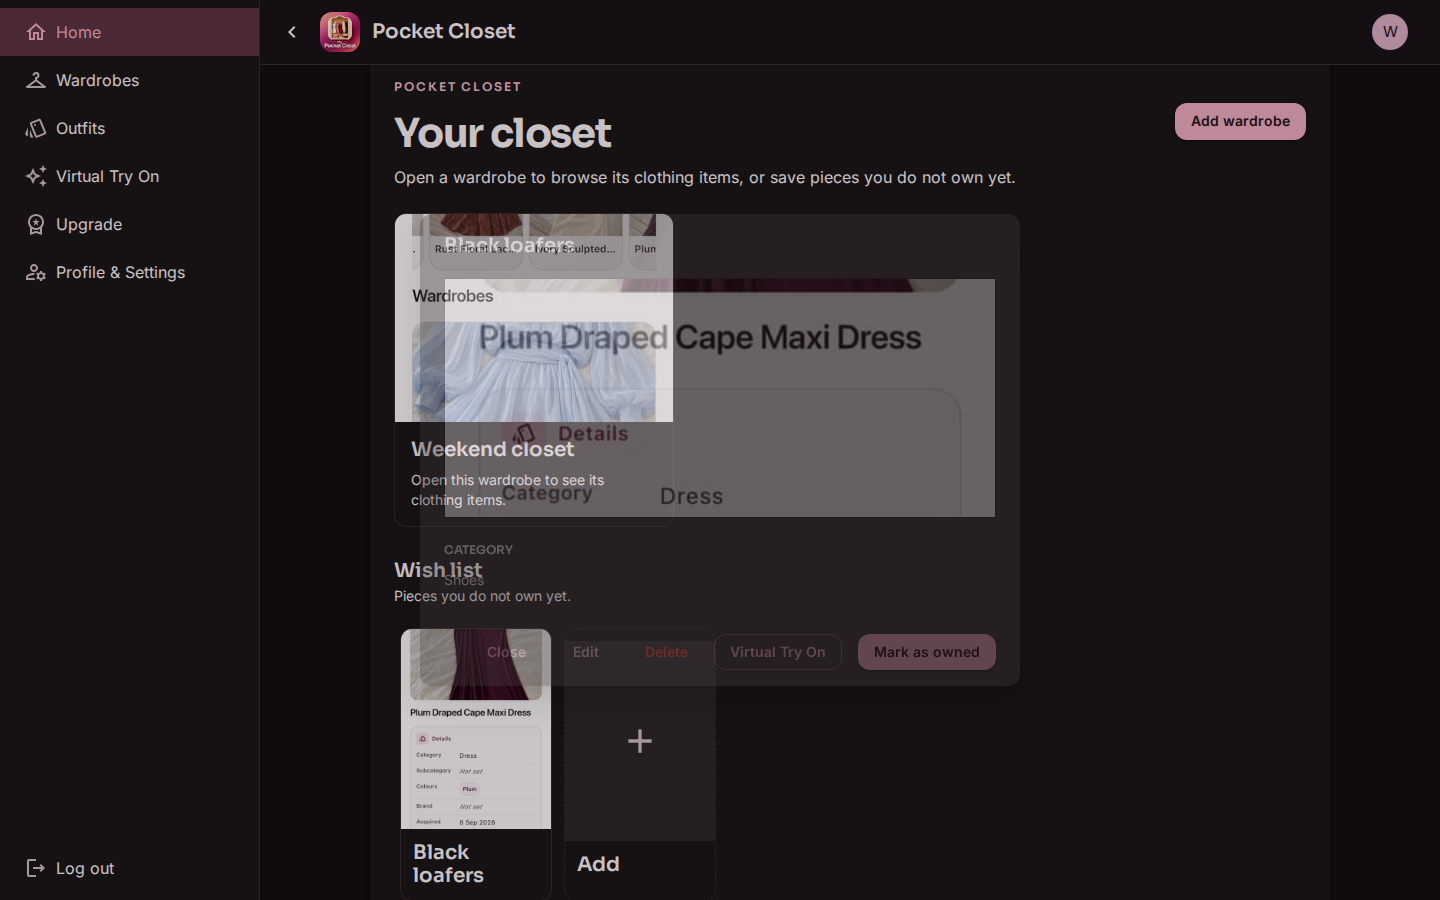 Home
Wardrobes
Outfits
Virtual Try On
Upgrade
Profile & Settings
Log out
Pocket Closet
Pocket Closet
W
POCKET CLOSET
Your closet
Add wardrobe
Open a wardrobe to browse its clothing items, or save pieces you do not own yet.
Rust Floral Lac...
Ivory Sculpted...
Plum
Wardrobes
Weekend closet
Open this wardrobe to see its
clothing items.
Black loafers
Plum Draped Cape Maxi Dress
Details
Category Dress
CATEGORY
Shoes
Close
Edit
Delete
Virtual Try On
Mark as owned
Wish list
Pieces you do not own yet.
Plum Draped Cape Maxi Dress
Details
Category Dress
Subcategory Not set
Colours Plum
Brand Not set
Acquired 8 Sep 2026
Black
loafers
Add